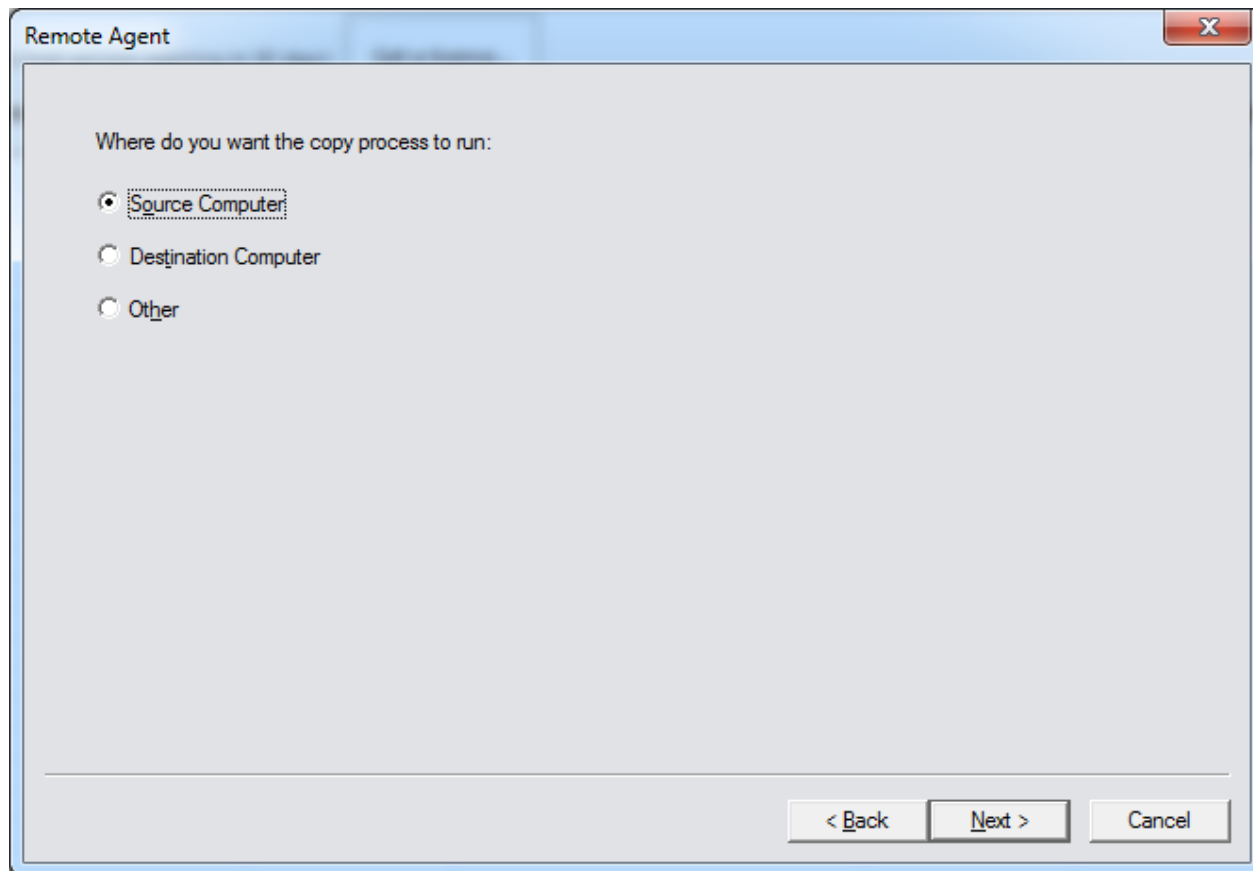 Remote Agent
Where do you want the copy process to run:
Source Computer
Destination Computer
Other
< Back
Next >
Cancel